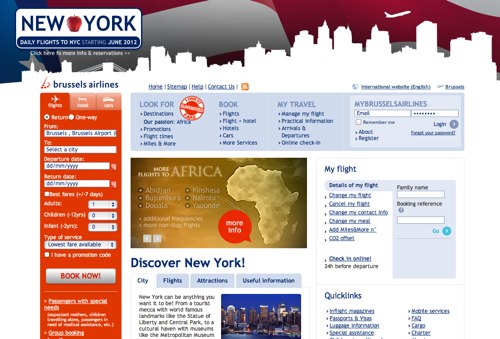 NEW YORK
DAILY FLIGHTS TO NYC STARTING JUNE 2012
Click here fo more info & reservations >>
brussels airlines
Home | Sitemap | Help | Contact Us |
International website (English)
Brussels
flights
hotel
cars
Return
One-way
From:
Brussels , Brussels Airport (
To:
Select a city
Departure date:
dd/mm/yyyy
Return date:
dd/mm/yyyy
Best fares (+/-7 days)
Adults:
1
Children (-12yrs):
0
Infant (-2yrs):
0
Type of service
Lowest fare available
I have a promotion code
BOOK NOW!
Passengers with special needs
(expectant mothers, children travelling alone, passengers in need of medical assistance, etc.)
Group booking
LOOK FOR
Destinations
Our passion: Africa
Promotions
Flight times
Miles & More
BOOK
Flights
Flight + hotel
Hotels
Cars
More Services
MY TRAVEL
Manage my flight
Practical information
Arrivals & Departures
Online check-in
MYBRUSSELSAIRLINES
Email
Remember me
Login
About
Register
Forgot your password?
MORE FLIGHTS TO AFRICA
Abidjan
Bujumbura
Douala
Kinshasa
Nairobi
Yaounde
+ additional frequencies
+ more non-stop flights
more info
Discover New York!
City
Flights
Attractions
Useful information
New York can be anything you want it to be! From a tourist mecca with world famous landmarks like the Statue of Liberty and Central Park, to a cultural haven with museums like the Metropolitan Museum
My flight
Details of my flight
Change my flight
Cancel my flight
Change my contact info
Change my meal
Add Miles&More n°
CO2 offset
Check in online!
24h before departure
Family name
Booking reference
?
Go
Quicklinks
Inflight magazines
Passports & Visas
Luggage information
Seating
Special assistance
Mobile services
FAQ
Cargo
Charter